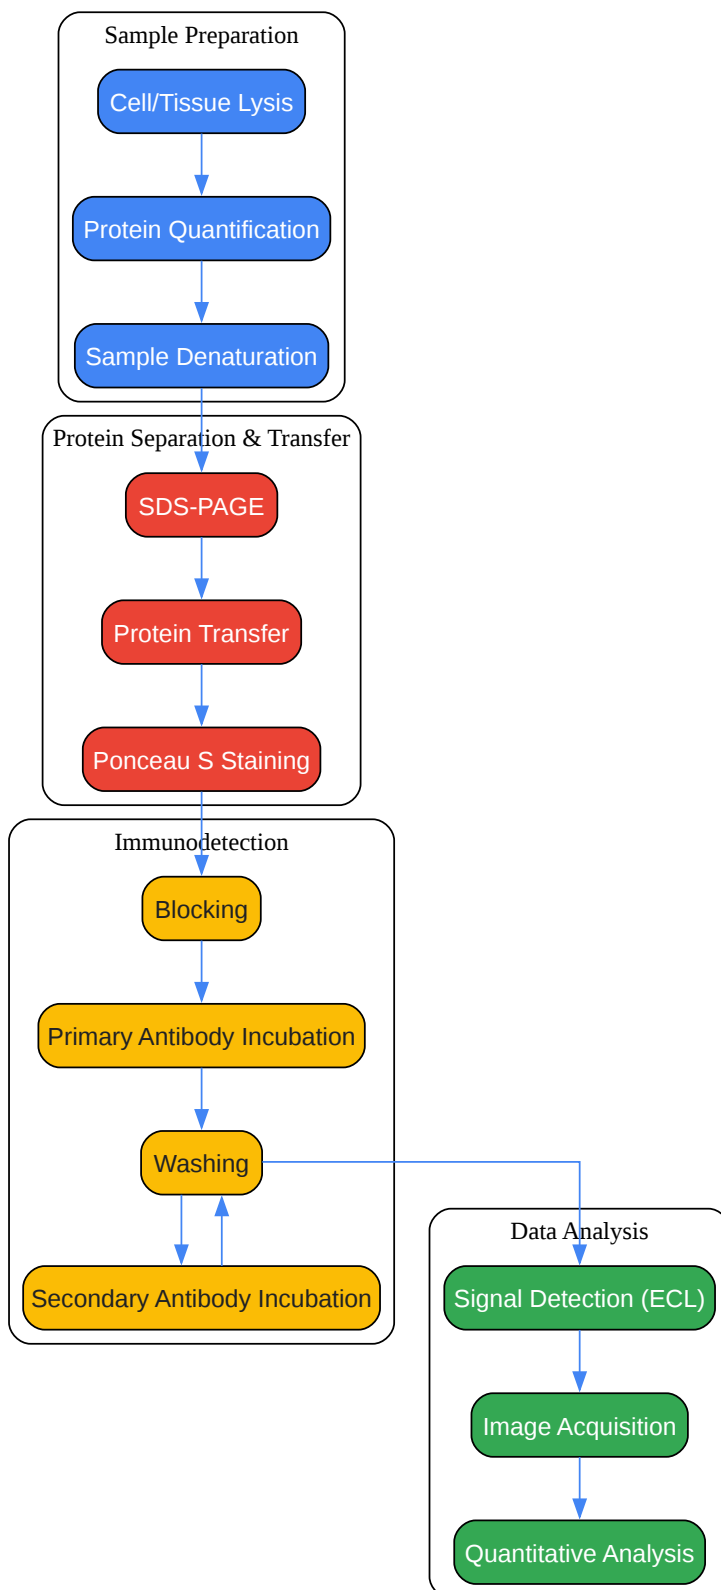 Sample Preparation
Cell/Tissue Lysis
Protein Quantification
Sample Denaturation
Protein Separation & Transfer
SDS-PAGE
Protein Transfer
Ponceau S Staining
Immunodetection
Blocking
Primary Antibody Incubation
Washing
Secondary Antibody Incubation
Data Analysis
Signal Detection (ECL)
Image Acquisition
Quantitative Analysis